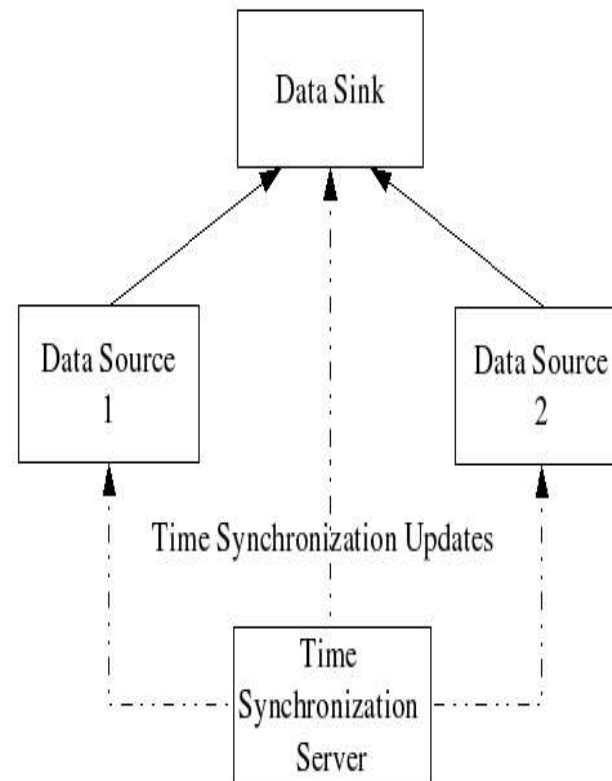 Data Sink
Data Source
1
Data Source
2
Time Synchronization Updates
Time
Synchronization
Server